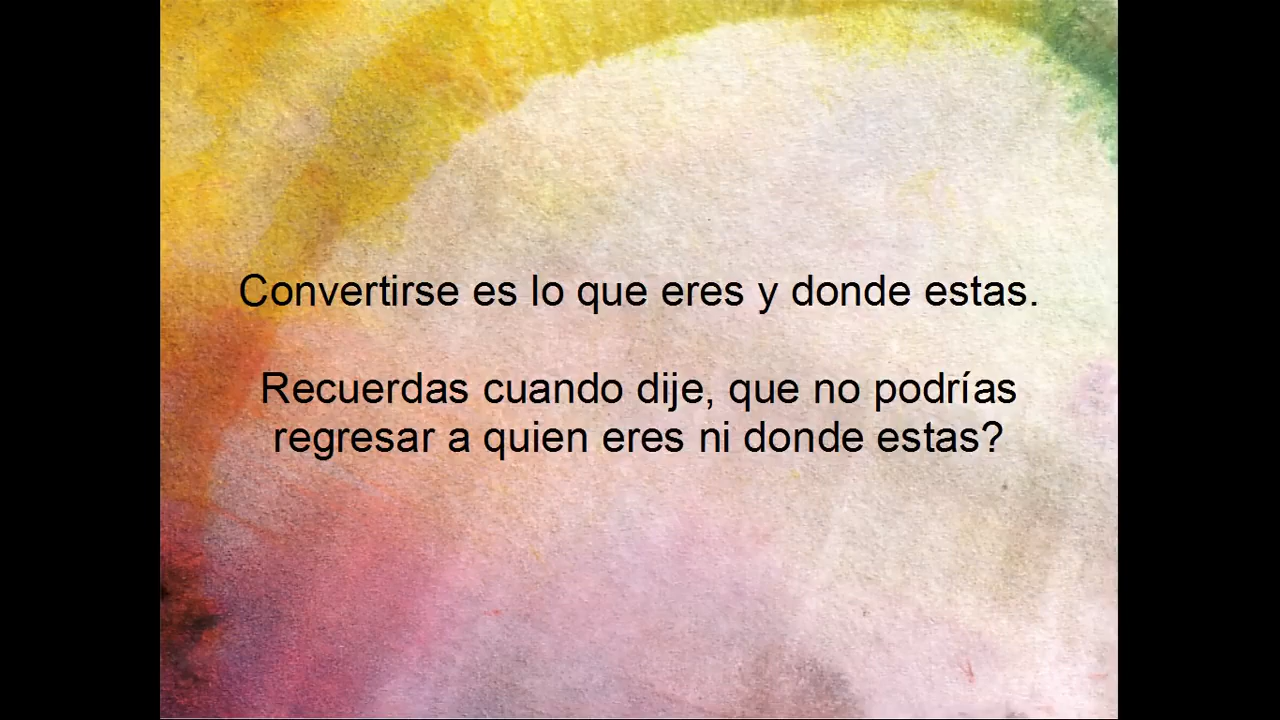 Convertirse es lo que eres y donde estas.
Recuerdas cuando dije, que no podrías
regresar a quien eres ni donde estas?